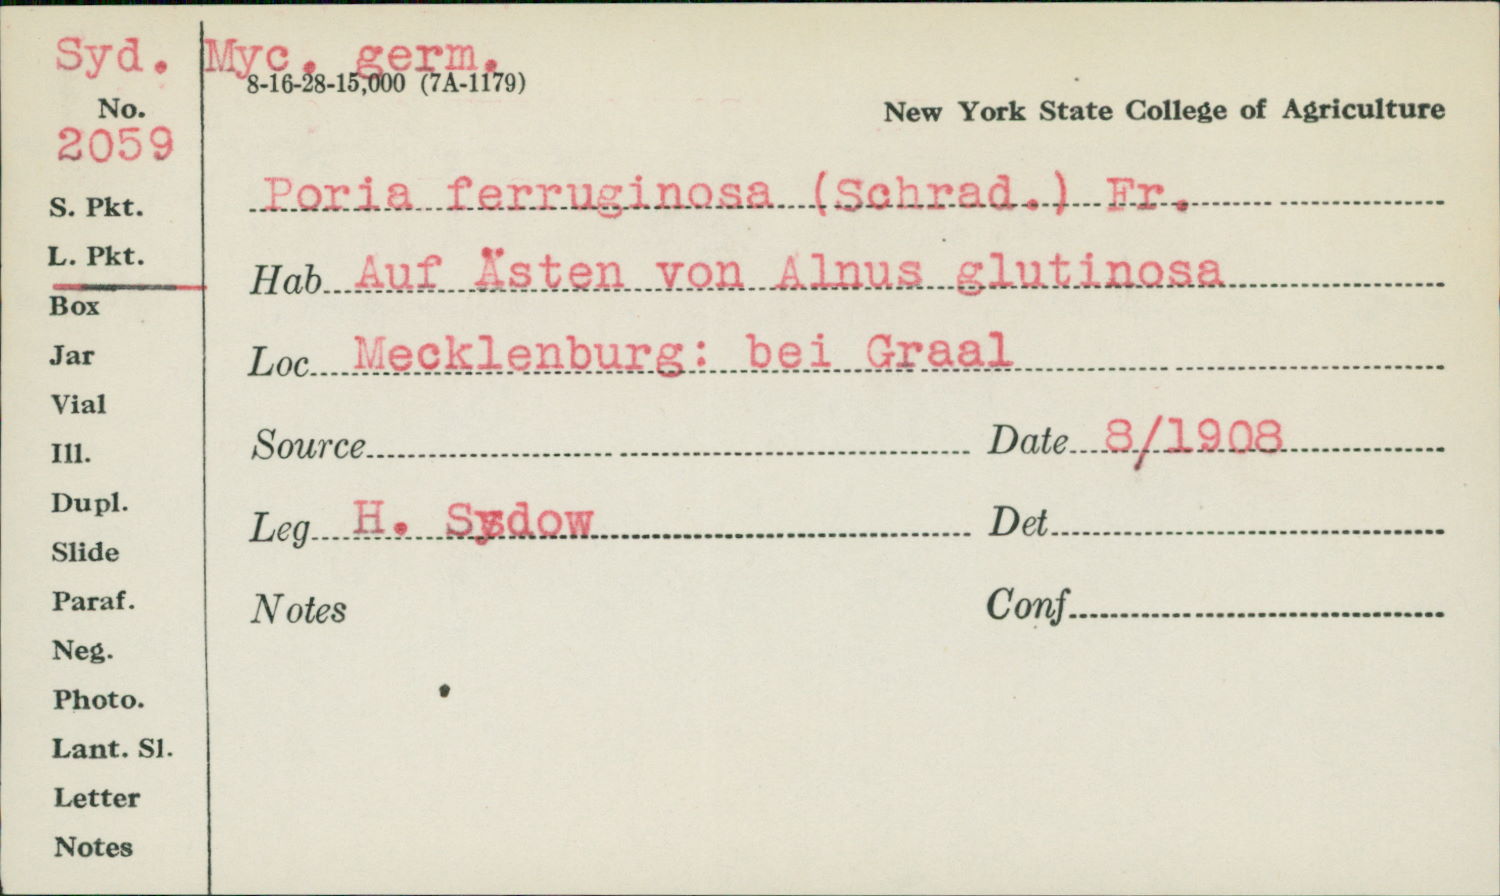 Syd. Myc. germ.
8-16-28-15,000 (7A-1179)
No.
New York State College of Agriculture
2059
S. Pkt.
Poria ferruginosa (Schrad.) Fr.
L. Pkt.
Hab. Auf Ästen von Alnus glutinosa
Box
Jar
Loc. Mecklenburg: bei Graal
Vial
Ill.
Source Date 8/1908
Dupl.
Leg. H. Sydow Det.
Slide
Paraf.
Notes Conf.
Neg.
Photo.
Lant. Sl.
Letter
Notes